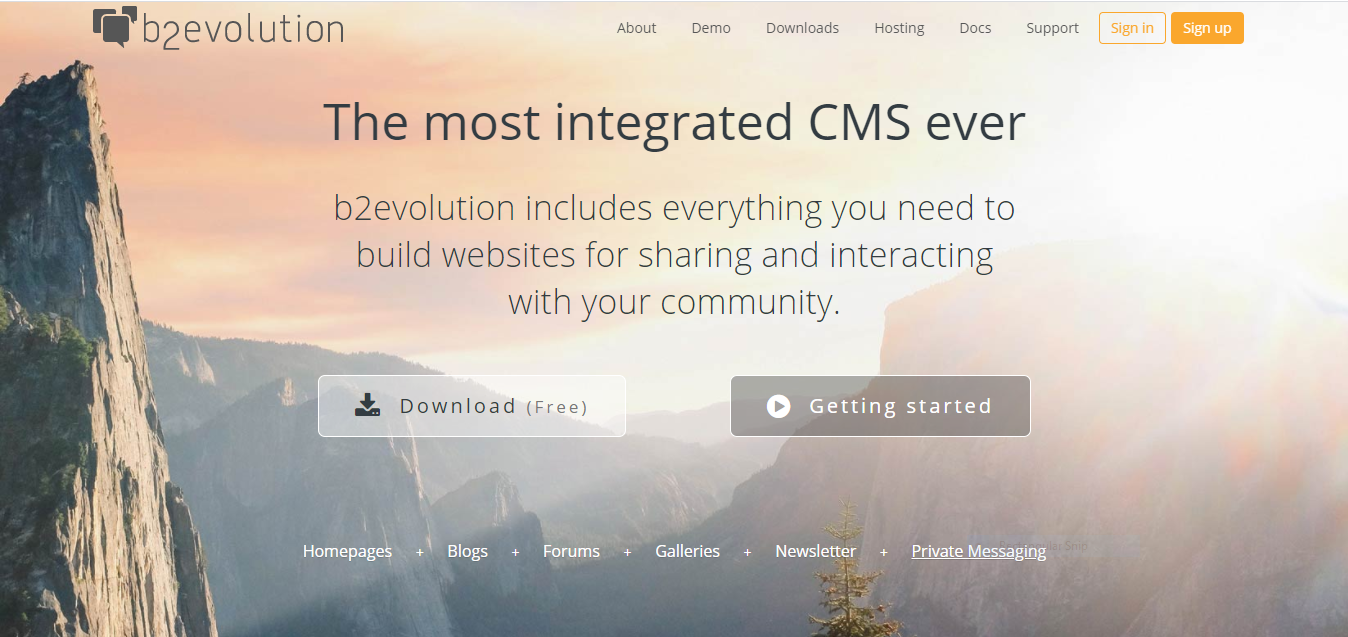 b2evolution
About Demo Downloads Hosting Docs Support Sign in Sign up
The most integrated CMS ever
b2evolution includes everything you need to
build websites for sharing and interacting
with your community.
Download (Free) Getting started
Homepages + Blogs + Forums + Galleries + Newsletter + Private Messaging